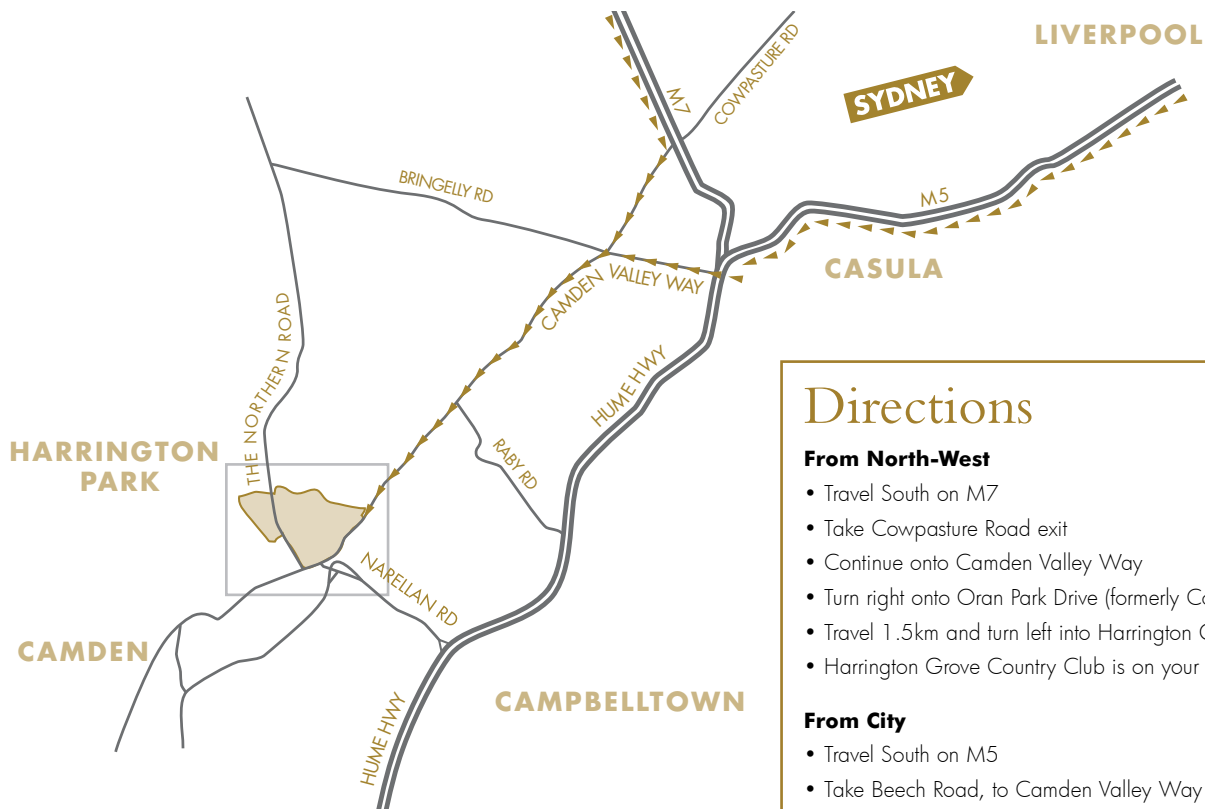 LIVERPOOL
COWPASTURE RD
M7
SYDNEY
BRINGELLY RD
M5
CASULA
CAMDEN VALLEY WAY
THE NORTHERN ROAD
HUME HWY
HARRINGTON
PARK
RABY RD
NARELLAN RD
CAMDEN
CAMPBELLTOWN
HUME HWY
Directions
From North-West
• Travel South on M7
• Take Cowpasture Road exit
• Continue onto Camden Valley Way
• Turn right onto Oran Park Drive (formerly
• Travel 1.5km and turn left into Harrington
• Harrington Grove Country Club is on your
From City
• Travel South on M5
• Take Beech Road, to Camden Valley Way